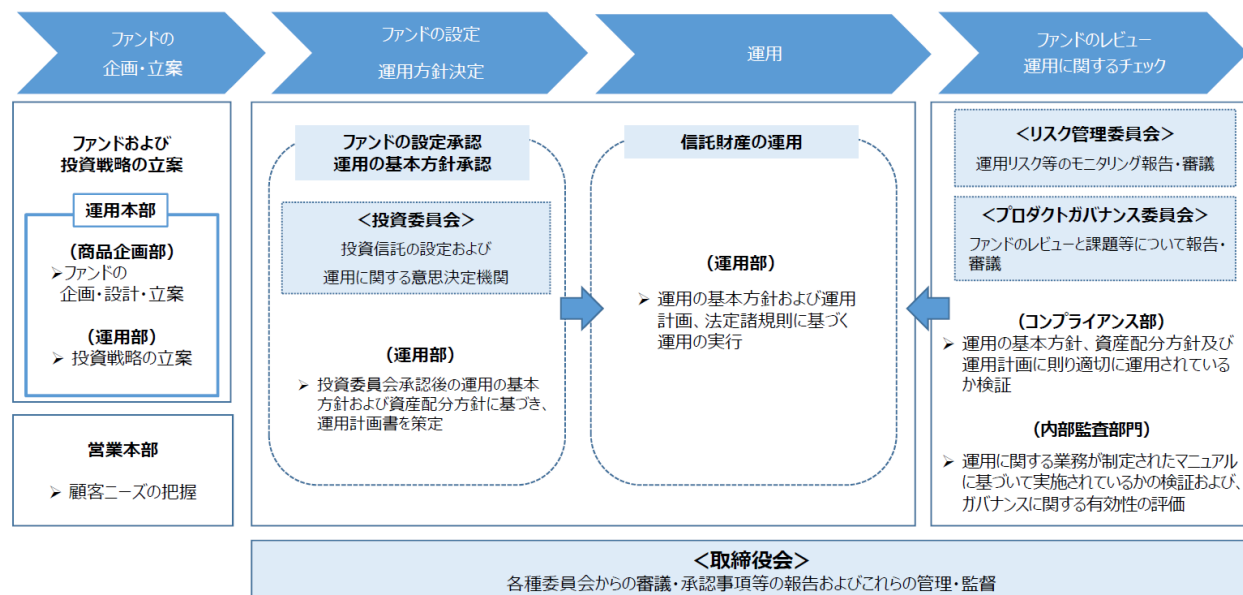 ファンドの
企画・立案
ファンドの設定
運用方針決定
運用
ファンドのレビュー
運用に関するチェック
ファンドおよび
投資戦略の立案
運用本部
(商品企画部)
➢ファンドの
企画・設計・立案
(運用部)
➢ 投資戦略の立案
営業本部
➢ 顧客ニーズの把握
ファンドの設定承認
運用の基本方針承認
<投資委員会>
投資信託の設定および
運用に関する意思決定機関
(運用部)
➢ 投資委員会承認後の運用の基本
方針および資産配分方針に基づき、
運用計画書を策定
信託財産の運用
(運用部)
➢ 運用の基本方針および運用
計画、法定諸規則に基づく
運用の実行
<リスク管理委員会>
運用リスク等のモニタリング報告・審議
<プロダクトガバナンス委員会>
ファンドのレビューと課題等について報告・
審議
(コンプライアンス部)
➢ 運用の基本方針、資産配分方針及び
運用計画に則り適切に運用されている
か検証
(内部監査部門)
➢ 運用に関する業務が制定されたマニュアル
に基づいて実施されているかの検証および、
ガバナンスに関する有効性の評価
<取締役会>
各種委員会からの審議・承認事項等の報告およびこれらの管理・監督